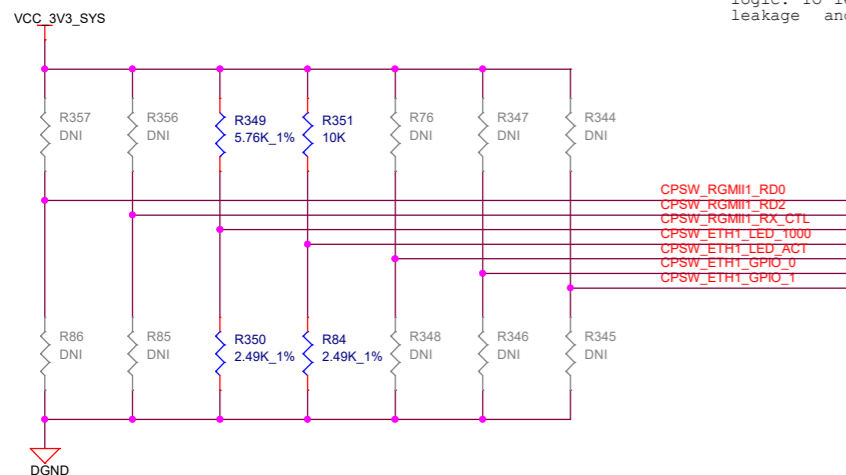 leakage and
VCC_3V3_SYS
R357
DNI
R356
DNI
R349
5.76K_1%
R351
10K
R76
DNI
R347
DNI
R344
DNI
CPSW_RGMII1_RD0
CPSW_RGMII1_RD2
CPSW_RGMII1_RX_CTL
CPSW_ETH1_LED_1000
CPSW_ETH1_LED_ACT
CPSW_ETH1_GPIO_0
CPSW_ETH1_GPIO_1
R86
DNI
R85
DNI
R350
2.49K_1%
R84
2.49K_1%
R348
DNI
R346
DNI
R345
DNI
DGND